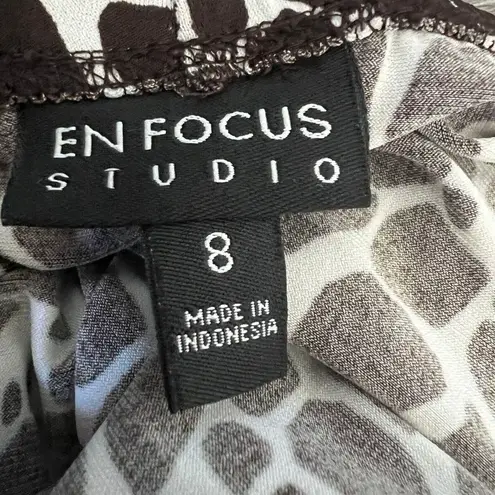 EN FOCUS
STUDIO
8
MADE IN
INDONESIA